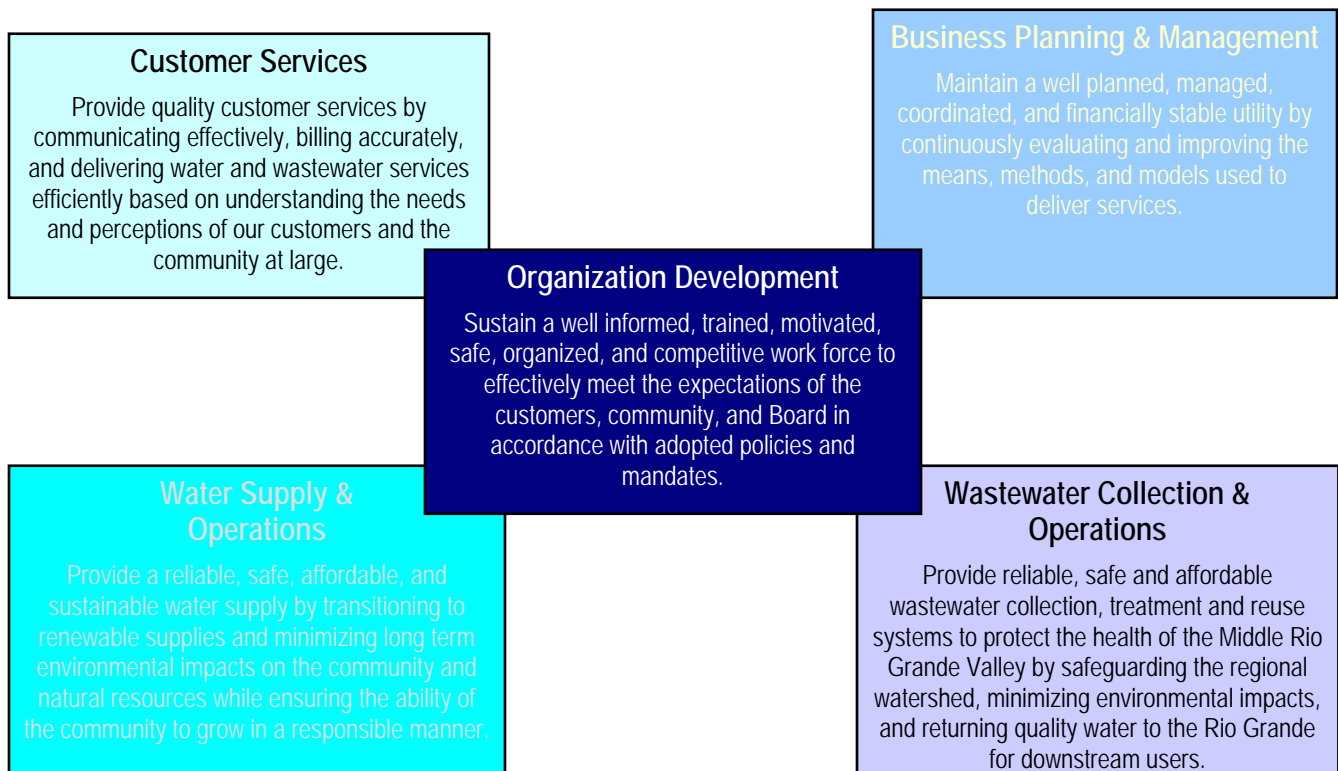 Customer Services
Provide quality customer services by
communicating effectively, billing accurately,
and delivering water and wastewater services
efficiently based on understanding the needs
and perceptions of our customers and the
community at large.
Business Planning & Management
Maintain a well planned, managed,
coordinated, and financially stable utility by
continuously evaluating and improving the
means, methods, and models used to
deliver services.
Organization Development
Sustain a well informed, trained, motivated,
safe, organized, and competitive work force to
effectively meet the expectations of the
customers, community, and Board in
accordance with adopted policies and
mandates.
Water Supply &
Operations
Provide a reliable, safe, affordable, and
sustainable water supply by transitioning to
renewable supplies and minimizing long term
environmental impacts on the community and
natural resources while ensuring the ability of
the community to grow in a responsible manner.
Wastewater Collection &
Operations
Provide reliable, safe and affordable
wastewater collection, treatment and reuse
systems to protect the health of the Middle Rio
Grande Valley by safeguarding the regional
watershed, minimizing environmental impacts,
and returning quality water to the Rio Grande
for downstream users.